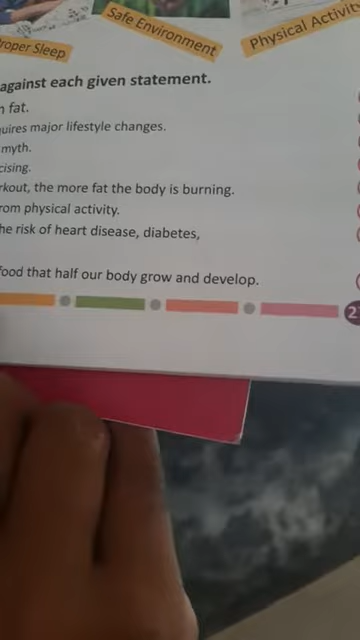 Safe Environment
Physical Activit
roper Sleep
against each given statement.
n fat.
uires major lifestyle changes.
myth.
cising.
rkout, the more fat the body is burning.
rom physical activity.
he risk of heart disease, diabetes,
food that half our body grow and develop.
2